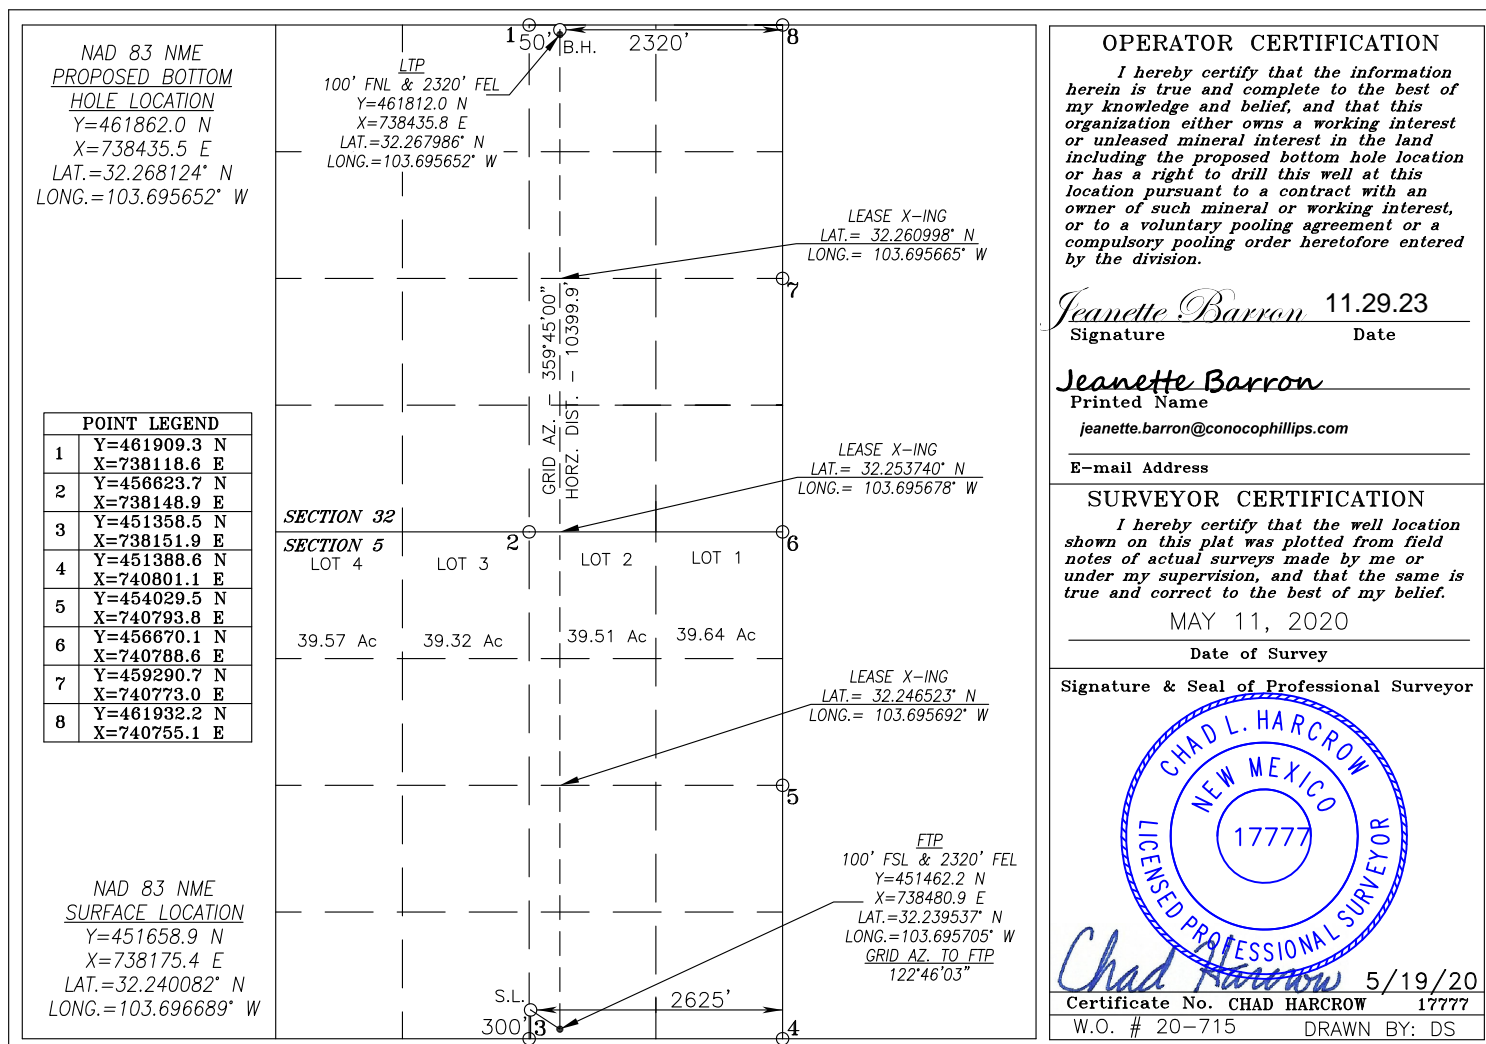 NAD 83 NME
PROPOSED BOTTOM
HOLE LOCATION
Y=461862.0 N
X=738435.5 E
LAT.=32.268124° N
LONG.=103.695652° W
LTP
100' FNL & 2320' FEL
Y=461812.0 N
X=738435.8 E
LAT.=32.267986° N
LONG.=103.695652° W
1
50'
B.H.
2320'
8
LEASE X-ING
LAT.= 32.260998° N
LONG.= 103.695665° W
7
GRID AZ. - 359°45'00"
HORZ. DIST. - 10399.9'
POINT LEGEND
1 Y=461909.3 N
X=738118.6 E
2 Y=456623.7 N
X=738148.9 E
3 Y=451358.5 N
X=738151.9 E
4 Y=451388.6 N
X=740801.1 E
5 Y=454029.5 N
X=740793.8 E
6 Y=456670.1 N
X=740788.6 E
7 Y=459290.7 N
X=740773.0 E
8 Y=461932.2 N
X=740755.1 E
LEASE X-ING
LAT.= 32.253740° N
LONG.= 103.695678° W
SECTION 32
SECTION 5
2
6
LOT 4
LOT 3
LOT 2
LOT 1
39.57 Ac
39.32 Ac
39.51 Ac
39.64 Ac
LEASE X-ING
LAT.= 32.246523° N
LONG.= 103.695692° W
5
FTP
100' FSL & 2320' FEL
Y=451462.2 N
X=738480.9 E
LAT.=32.239537° N
LONG.=103.695705° W
GRID AZ. TO FTP
122°46'03"
NAD 83 NME
SURFACE LOCATION
Y=451658.9 N
X=738175.4 E
LAT.=32.240082° N
LONG.=103.696689° W
S.L.
2625'
300'
3
4
OPERATOR CERTIFICATION
I hereby certify that the information
herein is true and complete to the best of
my knowledge and belief, and that this
organization either owns a working interest
or unleased mineral interest in the land
including the proposed bottom hole location
or has a right to drill this well at this
location pursuant to a contract with an
owner of such mineral or working interest,
or to a voluntary pooling agreement or a
compulsory pooling order heretofore entered
by the division.
Jeanette Barron 11.29.23
Signature Date
Jeanette Barron
Printed Name
jeanette.barron@conocophillips.com
E-mail Address
SURVEYOR CERTIFICATION
I hereby certify that the well location
shown on this plat was plotted from field
notes of actual surveys made by me or
under my supervision, and that the same is
true and correct to the best of my belief.
MAY 11, 2020
Date of Survey
Signature & Seal of Professional Surveyor
CHAD L. HARCROW
NEW MEXICO
17777
LICENSED PROFESSIONAL SURVEYOR
Chad Harcrow 5/19/20
Certificate No. CHAD HARCROW 17777
W.O. # 20-715 DRAWN BY: DS